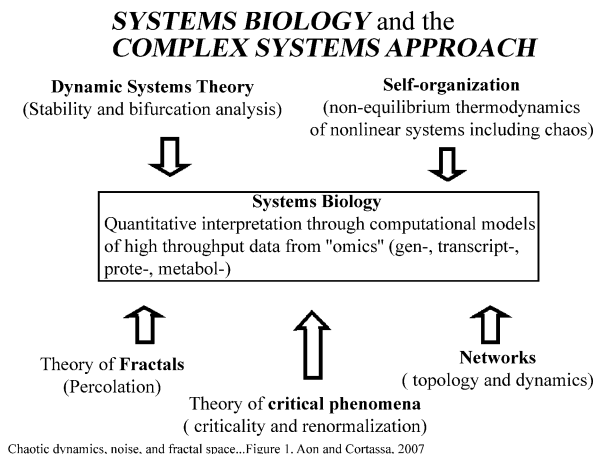 SYSTEMS BIOLOGY and the
COMPLEX SYSTEMS APPROACH
Dynamic Systems Theory
(Stability and bifurcation analysis)
Self-organization
(non-equilibrium thermodynamics
of nonlinear systems including chaos)
Systems Biology
Quantitative interpretation through computational models
of high throughput data from "omics" (gen-, transcript-,
prote-, metabol-)
Theory of Fractals
(Percolation)
Theory of critical phenomena
( criticality and renormalization)
Networks
( topology and dynamics)
Chaotic dynamics, noise, and fractal space...Figure 1. Aon and Cortassa, 2007